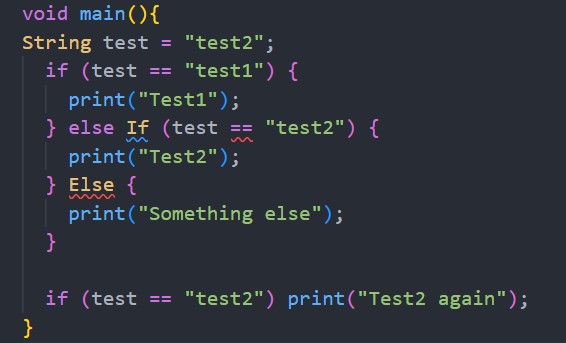 void main(){
String test = "test2";
  if (test == "test1") {
    print("Test1");
  } else If (test == "test2") {
    print("Test2");
  } Else {
    print("Something else");
  }

  if (test == "test2") print("Test2 again");
}